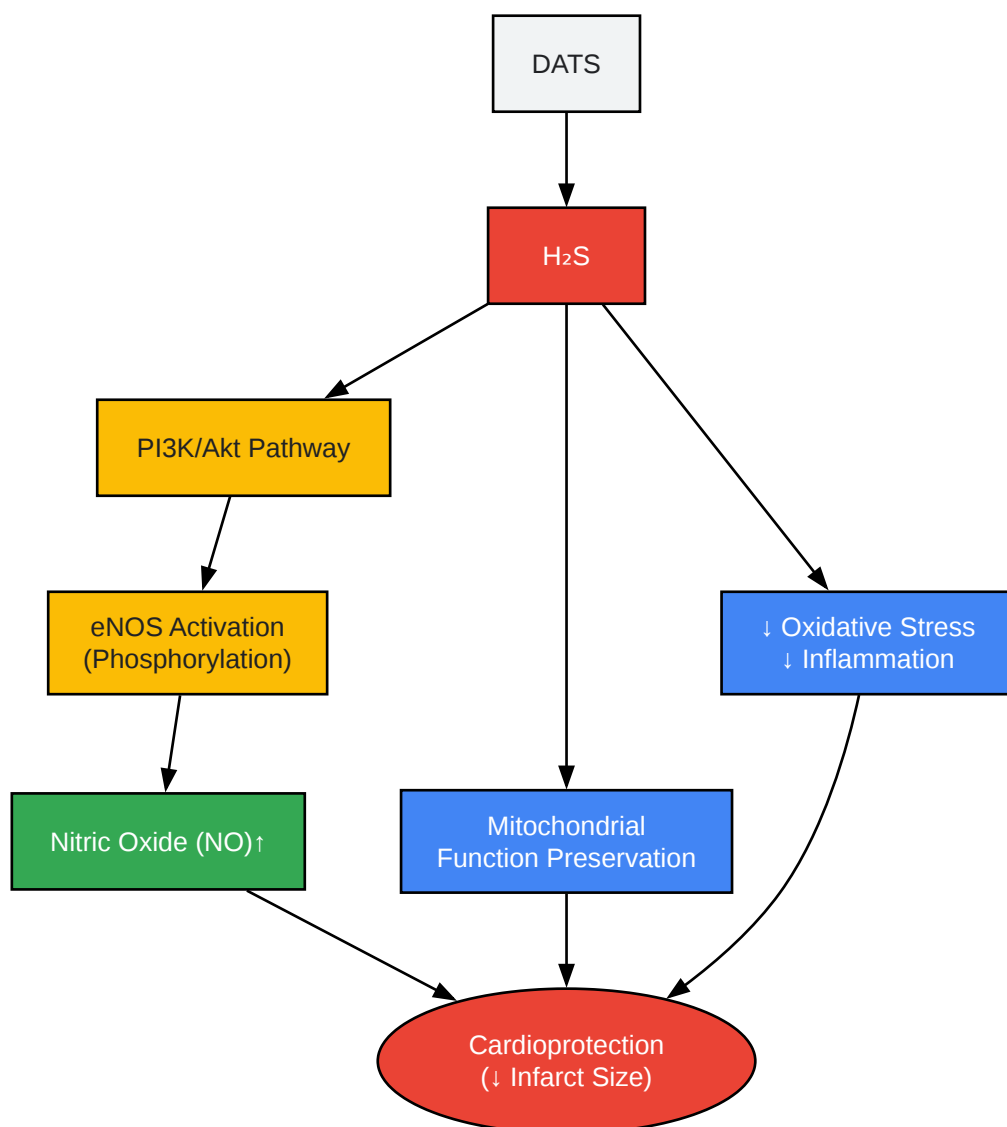 DATS
H₂S
PI3K/Akt Pathway
eNOS Activation
(Phosphorylation)
↓ Oxidative Stress
↓ Inflammation
Nitric Oxide (NO)↑
Mitochondrial
Function Preservation
Cardioprotection
(↓ Infarct Size)